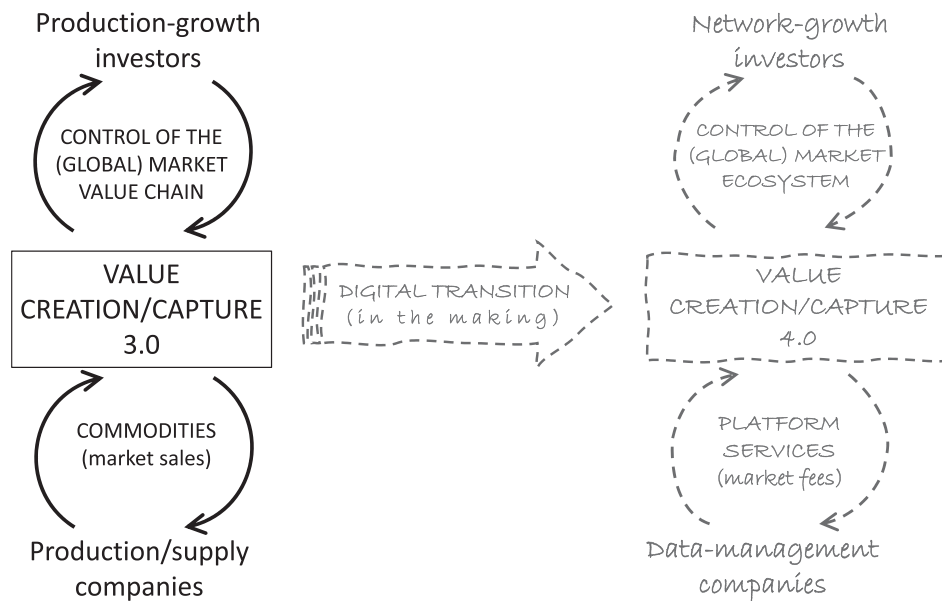 Production-growth
investors
CONTROL OF THE
(GLOBAL) MARKET
VALUE CHAIN
VALUE
CREATION/CAPTURE
3.0
COMMODITIES
(market sales)
Production/supply
companies
DIGITAL TRANSITION
(in the making)
Network-growth
investors
CONTROL OF THE
(GLOBAL) MARKET
ECOSYSTEM
VALUE
CREATION/CAPTURE
4.0
PLATFORM
SERVICES
(market fees)
Data-management
companies